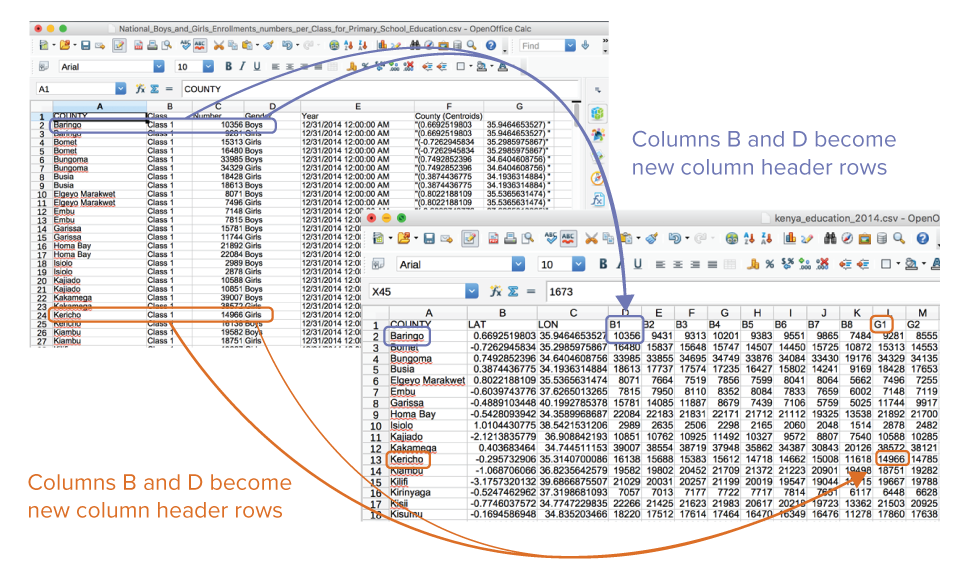 National_Boys_and_Girls_Enrollments_numbers_per_Class_for_Primary_School_Education.csv - OpenOffice Calc
Find
Arial 10 B I U
A1 COUNTY
A B C D E F G
1 COUNTY Class Number Gender Year County (Centroids)
2 Baringo Class 1 10356 Boys 12/31/2014 12:00:00 AM "(0.6692519803 35.9464653527) "
3 Baringo Class 1 9281 Girls 12/31/2014 12:00:00 AM "(0.6692519803 35.9464653527) "
4 Bomet Class 1 15313 Girls 12/31/2014 12:00:00 AM "(-0.7262945834 35.2985975867) "
5 Bomet Class 1 16480 Boys 12/31/2014 12:00:00 AM "(-0.7262945834 35.2985975867) "
6 Bungoma Class 1 33985 Boys 12/31/2014 12:00:00 AM "(0.7492852396 34.6404608756) "
7 Bungoma Class 1 34329 Girls 12/31/2014 12:00:00 AM "(0.7492852396 34.6404608756) "
8 Busia Class 1 18428 Girls 12/31/2014 12:00:00 AM "(0.3874436775 34.1936314884) "
9 Busia Class 1 18613 Boys 12/31/2014 12:00:00 AM "(0.3874436775 34.1936314884) "
10 Elgeyo Marakwet Class 1 8071 Boys 12/31/2014 12:00:00 AM "(0.8022188109 35.5365631474) "
11 Elgeyo Marakwet Class 1 7496 Girls 12/31/2014 12:00:00 AM "(0.8022188109 35.5365631474) "
12 Embu Class 1 7148 Girls
13 Embu Class 1 7815 Boys 12/31/2014 12:0
14 Garissa Class 1 15781 Boys 12/31/2014 12:0
15 Garissa Class 1 11744 Girls 12/31/2014 12:0
16 Homa Bay Class 1 21892 Girls 12/31/2014 12:0
17 Homa Bay Class 1 22084 Boys 12/31/2014 12:0
18 Isiolo Class 1 2989 Boys 12/31/2014 12:0
19 Isiolo Class 1 2878 Girls 12/31/2014 12:0
20 Kajiado Class 1 10588 Girls 12/31/2014 12:0
21 Kajiado Class 1 10851 Boys 12/31/2014 12:0
22 Kakamega Class 1 39007 Boys 12/31/2014 12:0
23 Kakamega Class 1 38572 Girls 12/31/2014 12:0
24 Kericho Class 1 14966 Girls 12/31/2014 12:0
25 Kericho Class 1 16138 Boys 12/31/2014 12:0
26 Kiambu Class 1 19582 Boys 12/31/2014 12:0
27 Kiambu Class 1 18751 Girls 12/31/2014 12:0
Columns B and D become
new column header rows
kenya_education_2014.csv - OpenO
Arial 10 B I U
X45 1673
A B C D E F G H I J K L M
1 COUNTY LAT LON B1 B2 B3 B4 B5 B6 B7 B8 G1 G2
2 Baringo 0.6692519803 35.9464653527 10356 9431 9313 10201 9383 9551 9865 7484 9281 8555
3 Bomet -0.7262945834 35.2985975867 16480 15837 15648 15747 14507 14450 15725 10872 15313 14553
4 Bungoma 0.7492852396 34.6404608756 33985 33855 34695 34749 33876 34084 33430 19176 34329 34135
5 Busia 0.3874436775 34.1936314884 18613 17737 17574 17235 16427 15802 14241 9169 18428 17653
6 Elgeyo Marakwet 0.8022188109 35.5365631474 8071 7664 7519 7856 7599 8041 8064 5662 7496 7255
7 Embu -0.6039743776 37.6265013265 7815 7950 8110 8352 8084 7833 7659 6002 7148 7119
8 Garissa -0.4889103448 40.1992785378 15781 14085 11887 8679 7439 7106 5759 5025 11744 9917
9 Homa Bay -0.5428093942 34.3589968687 22084 22183 21831 22171 21712 21112 19325 13538 21892 21700
10 Isiolo 1.0104430775 38.5421531206 2989 2635 2506 2298 2165 2060 2048 1514 2878 2482
11 Kajiado -2.1213835779 36.908842193 10851 10762 10925 11492 10327 9572 8807 7540 10588 10285
12 Kakamega 0.403683464 34.744511153 39007 38554 38719 37948 35862 34387 30843 20126 38572 38121
13 Kericho -0.295732906 35.3140700086 16138 15688 15383 15612 14718 14662 15008 11618 14966 14785
14 Kiambu -1.068706066 36.8235642579 19582 19802 20452 21709 21372 21223 20901 19498 18751 19282
15 Kilifi -3.1757320132 39.6866875507 21029 20031 20257 21199 20019 19547 19044 19667 19788
16 Kirinyaga -0.5247462962 37.3198681093 7057 7013 7177 7722 7717 7814 6117 6448 6628
17 Kisii -0.7746037572 34.7747229835 22266 21425 21623 21983 20617 20218 19723 13362 21503 20925
18 Kisumu -0.1694586948 34.835203466 18220 17512 17614 17464 16470 16349 16476 11278 17860 17638
Columns B and D become
new column header rows